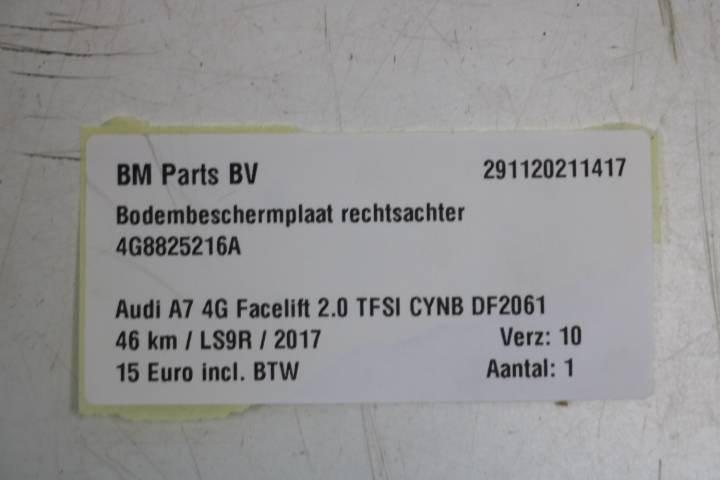 BM Parts BV 291120211417
Bodembeschermplaat rechtsachter
4G8825216A
Audi A7 4G Facelift 2.0 TFSI CYNB DF2061
46 km / LS9R / 2017 Verz: 10
15 Euro incl. BTW Aantal: 1